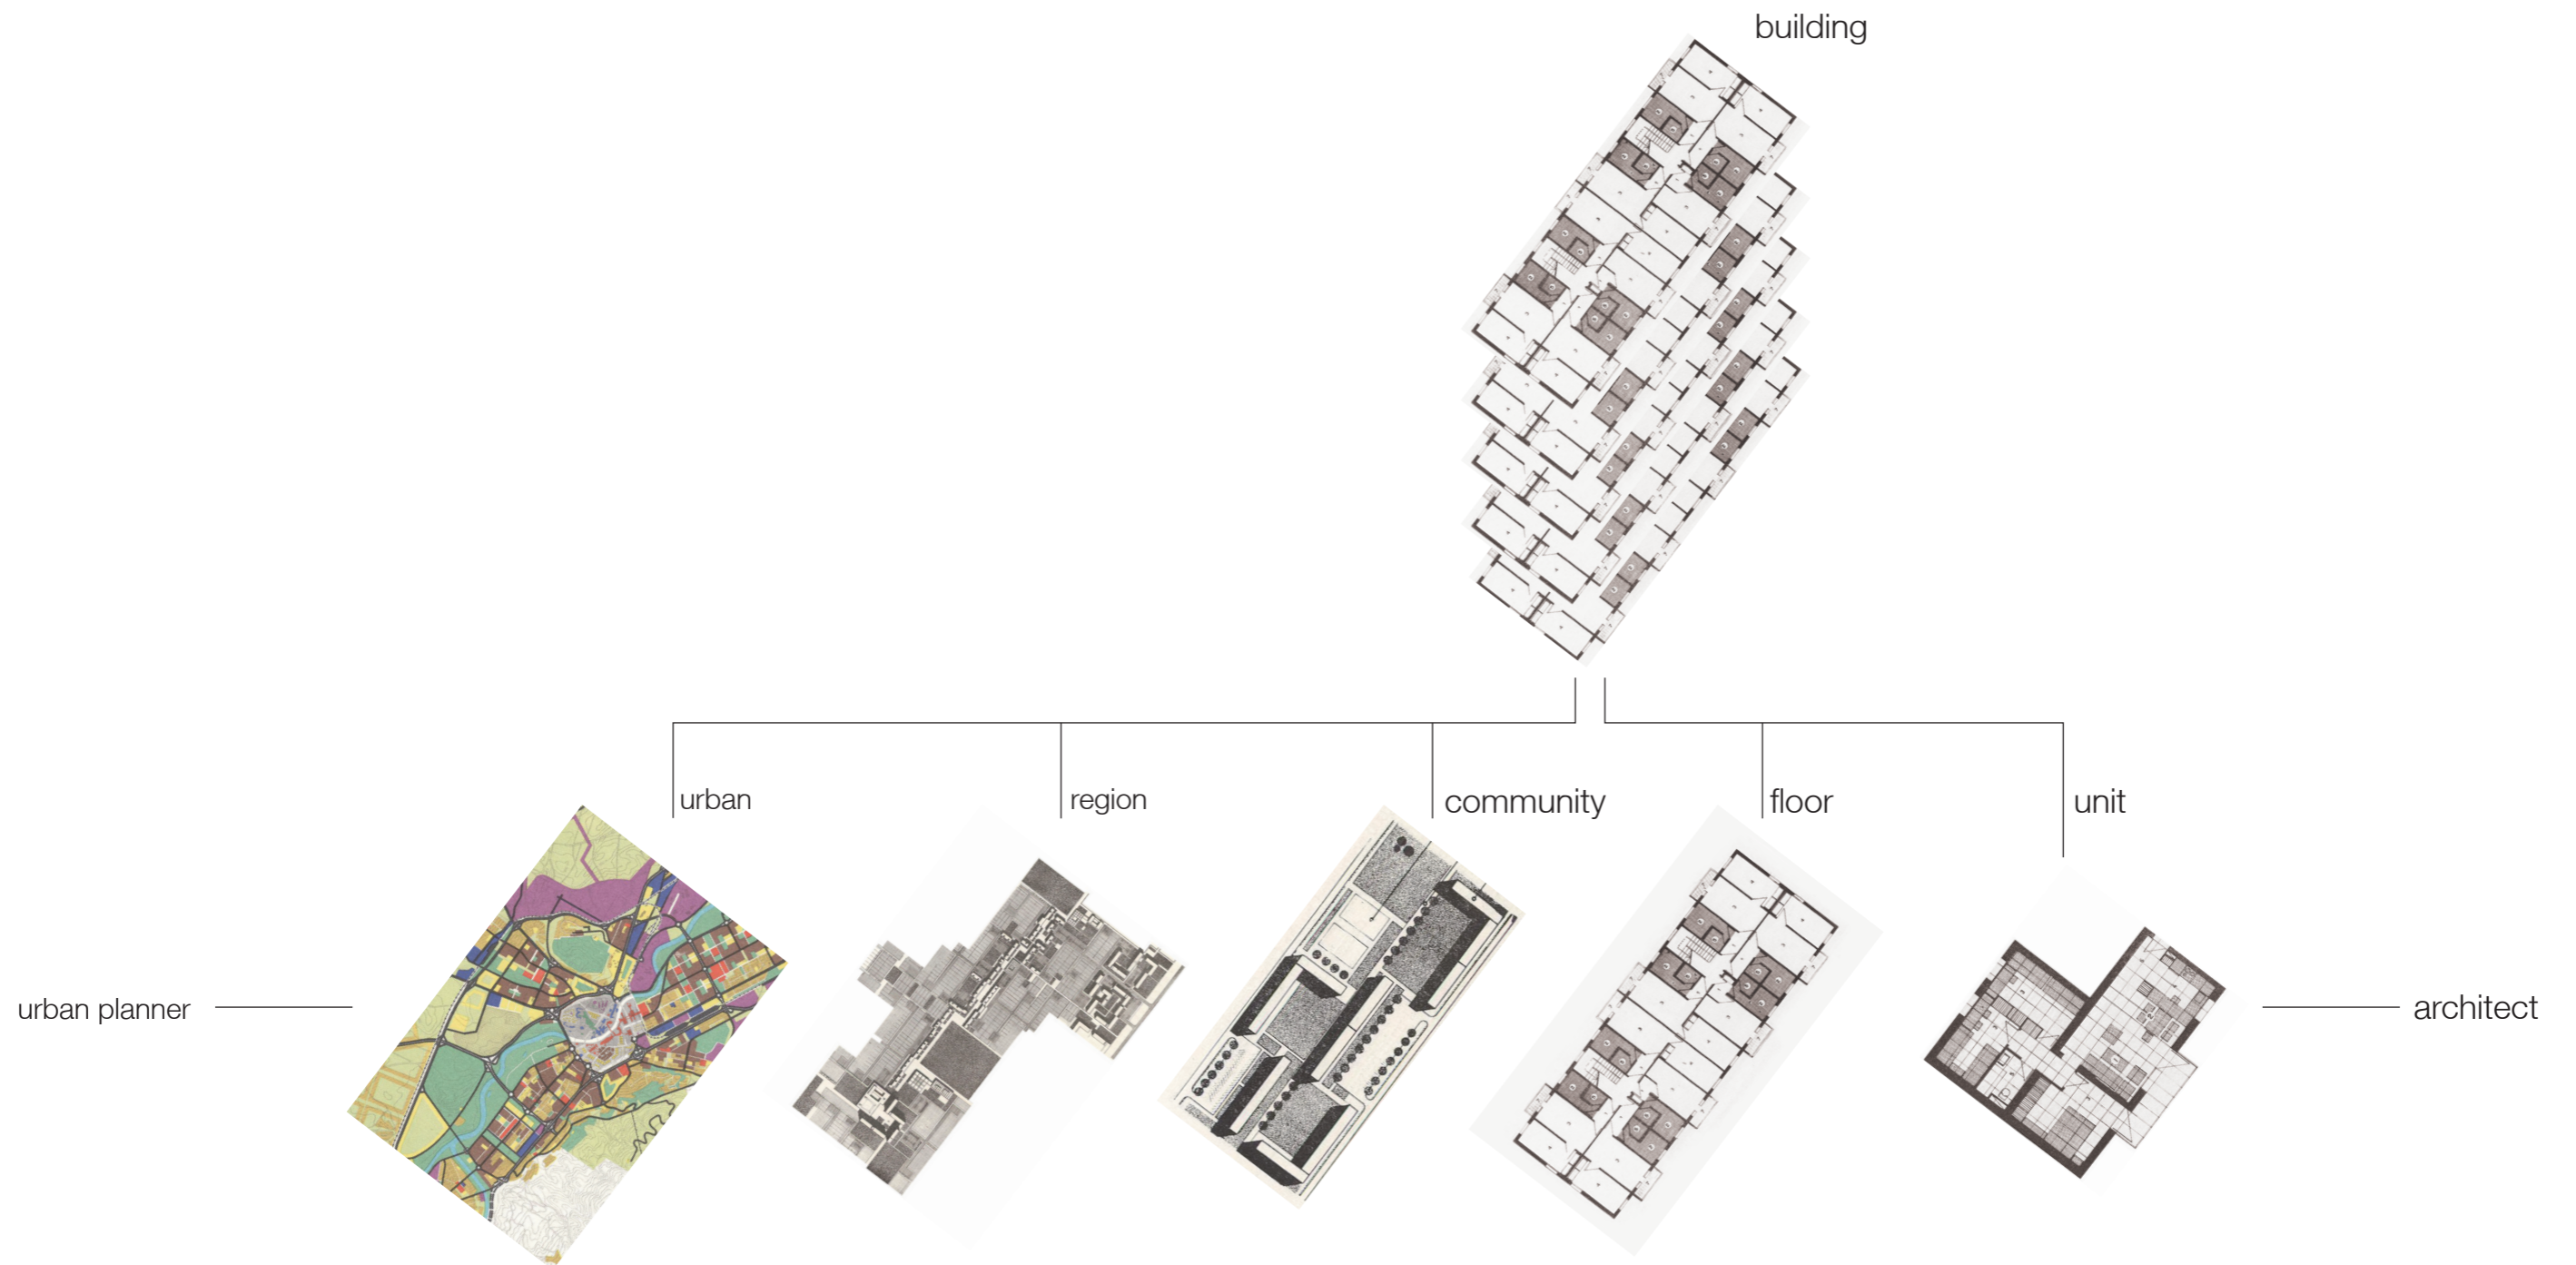 building
urban
region
community
floor
unit
urban planner
architect